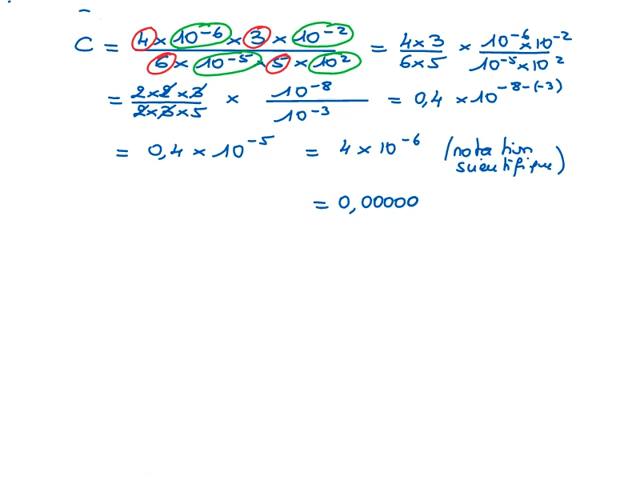 C = (4 × 10⁻⁶ × 3 × 10⁻²) / (6 × 10⁻⁵ × 5 × 10²) = (4 × 3) / (6 × 5) × (10⁻⁶ × 10⁻²) / (10⁻⁵ × 10²)
= (2 × 2 × 3) / (2 × 3 × 5) × 10⁻⁸ / 10⁻³ = 0,4 × 10⁻⁸⁻⁽⁻³⁾
= 0,4 × 10⁻⁵ = 4 × 10⁻⁶ (notation
scientifique)
= 0,00000